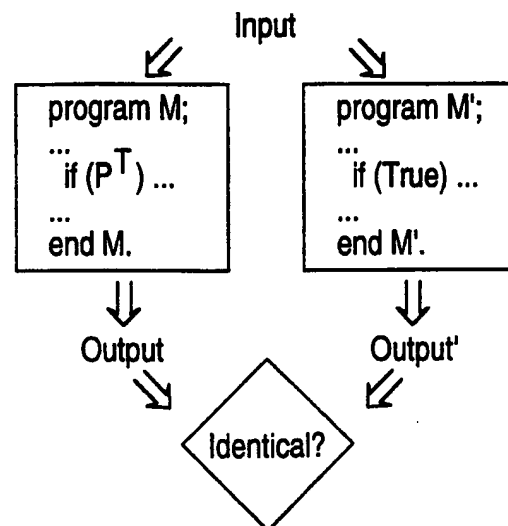 Input
program M;
...
if (P^T) ...
...
end M.
program M';
...
if (True) ...
...
end M'.
Output
Output'
Identical?